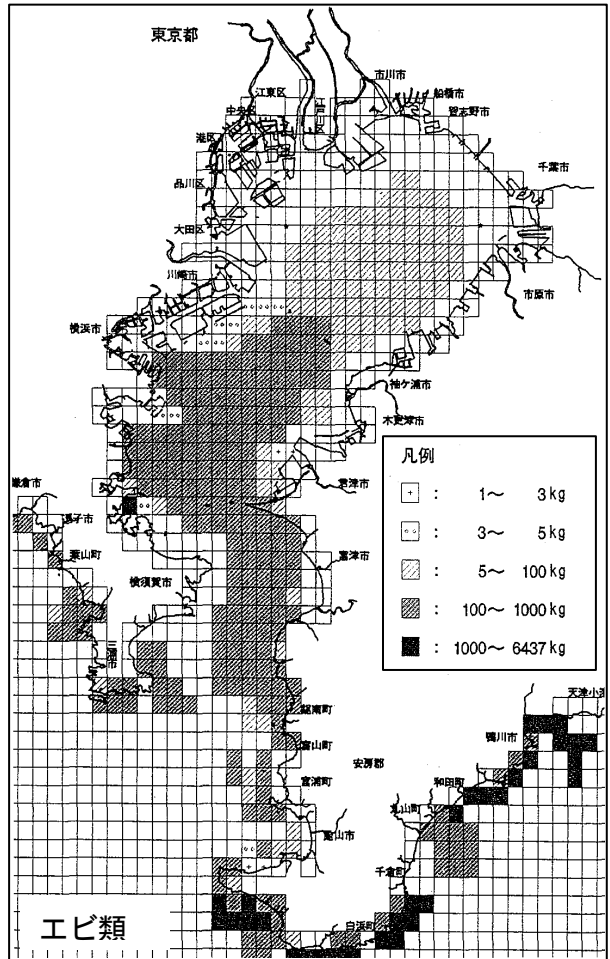 東京都
市川市
江東区
船橋市
中央区
習志野市
港区
千葉市
品川区
大田区
川崎市
市原市
横浜市
袖ケ浦市
木更津市
凡例
鎌倉市
君津市
+ : 1～ 3kg
逗子市
: 3～ 5kg
葉山町
富津市
: 5～ 100kg
横須賀市
: 100～ 1000kg
三浦市
: 1000～ 6437kg
天津小湊
鋸南町
鴨川市
富山町
安房郡
富浦町
和田町
丸山町
館山市
千倉町
エビ類
白浜町